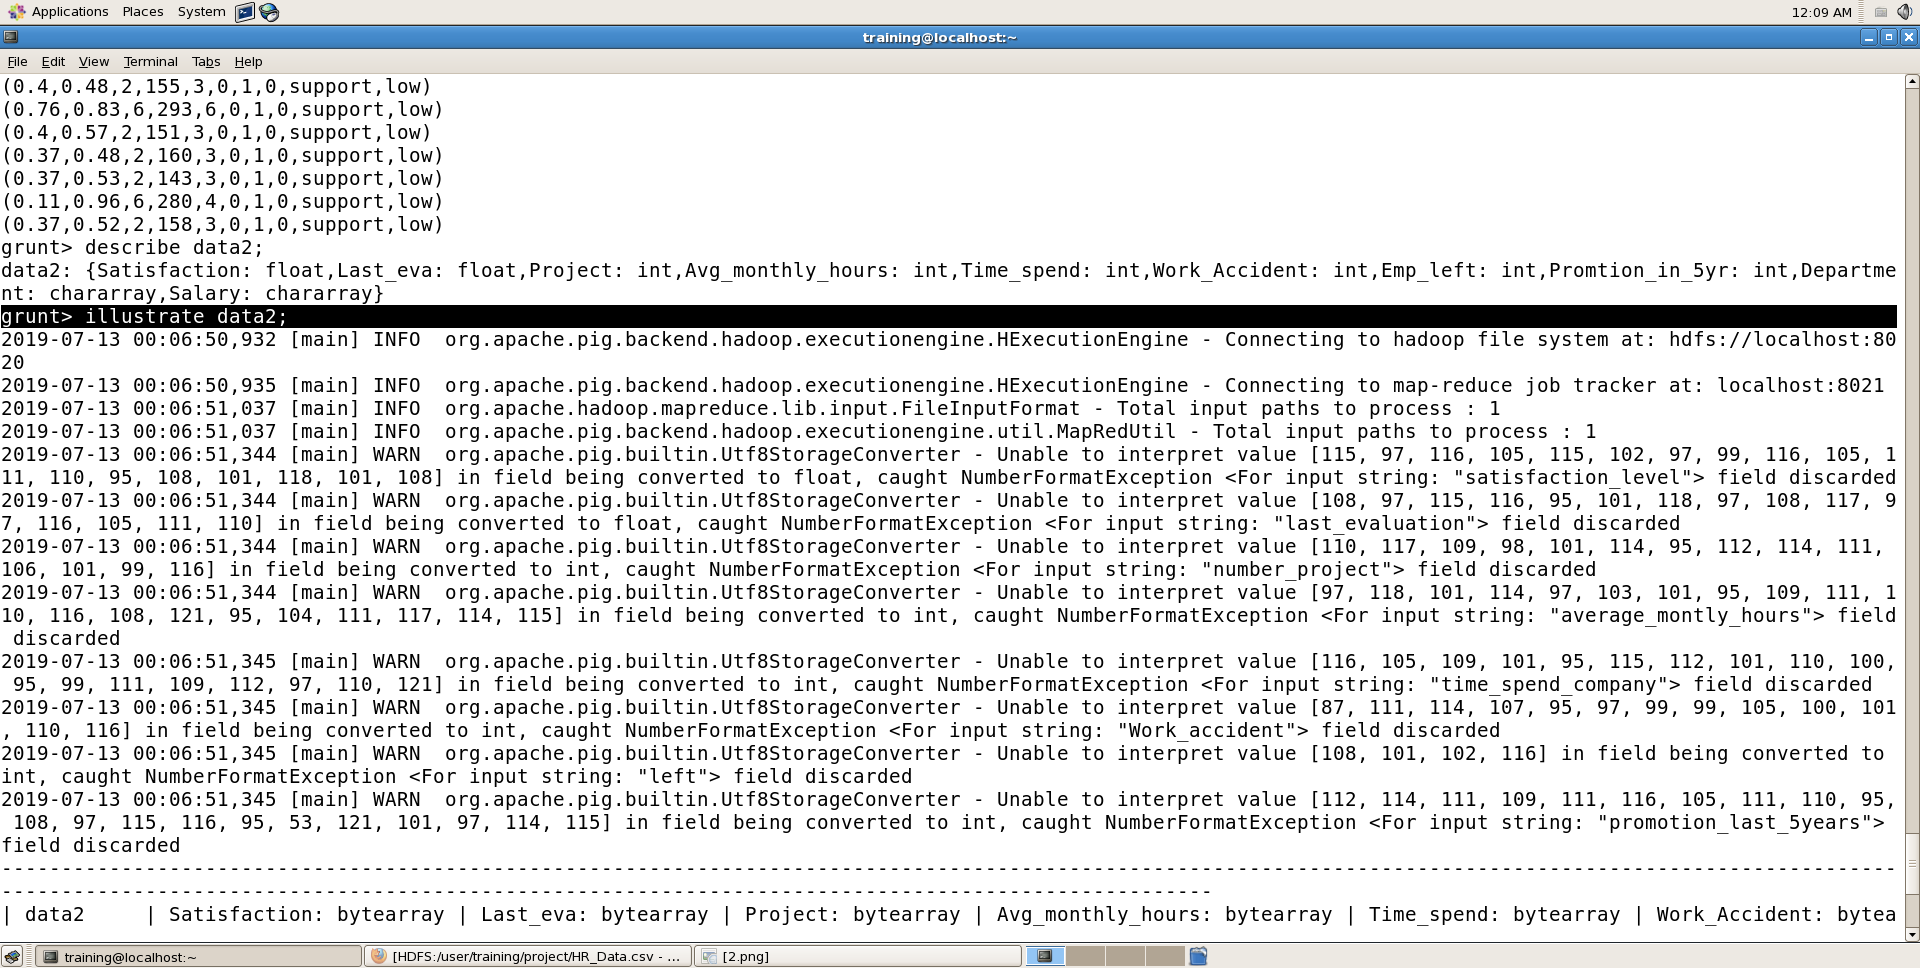 Applications Places System 12:09 AM
training@localhost:~
File Edit View Terminal Tabs Help
(0.4,0.48,2,155,3,0,1,0,support,low)
(0.76,0.83,6,293,6,0,1,0,support,low)
(0.4,0.57,2,151,3,0,1,0,support,low)
(0.37,0.48,2,160,3,0,1,0,support,low)
(0.37,0.53,2,143,3,0,1,0,support,low)
(0.11,0.96,6,280,4,0,1,0,support,low)
(0.37,0.52,2,158,3,0,1,0,support,low)
grunt> describe data2;
data2: {Satisfaction: float,Last_eva: float,Project: int,Avg_monthly_hours: int,Time_spend: int,Work_Accident: int,Emp_left: int,Promtion_in_5yr: int,Departme
nt: chararray,Salary: chararray}
grunt> illustrate data2;
2019-07-13 00:06:50,932 [main] INFO  org.apache.pig.backend.hadoop.executionengine.HExecutionEngine - Connecting to hadoop file system at: hdfs://localhost:80
20
2019-07-13 00:06:50,935 [main] INFO  org.apache.pig.backend.hadoop.executionengine.HExecutionEngine - Connecting to map-reduce job tracker at: localhost:8021
2019-07-13 00:06:51,037 [main] INFO  org.apache.hadoop.mapreduce.lib.input.FileInputFormat - Total input paths to process : 1
2019-07-13 00:06:51,037 [main] INFO  org.apache.pig.backend.hadoop.executionengine.util.MapRedUtil - Total input paths to process : 1
2019-07-13 00:06:51,344 [main] WARN  org.apache.pig.builtin.Utf8StorageConverter - Unable to interpret value [115, 97, 116, 105, 115, 102, 97, 99, 116, 105, 1
11, 110, 95, 108, 101, 118, 101, 108] in field being converted to float, caught NumberFormatException <For input string: "satisfaction_level"> field discarded
2019-07-13 00:06:51,344 [main] WARN  org.apache.pig.builtin.Utf8StorageConverter - Unable to interpret value [108, 97, 115, 116, 95, 101, 118, 97, 108, 117, 9
7, 116, 105, 111, 110] in field being converted to float, caught NumberFormatException <For input string: "last_evaluation"> field discarded
2019-07-13 00:06:51,344 [main] WARN  org.apache.pig.builtin.Utf8StorageConverter - Unable to interpret value [110, 117, 109, 98, 101, 114, 95, 112, 114, 111,
106, 101, 99, 116] in field being converted to int, caught NumberFormatException <For input string: "number_project"> field discarded
2019-07-13 00:06:51,344 [main] WARN  org.apache.pig.builtin.Utf8StorageConverter - Unable to interpret value [97, 118, 101, 114, 97, 103, 101, 95, 109, 111, 1
10, 116, 108, 121, 95, 104, 111, 117, 114, 115] in field being converted to int, caught NumberFormatException <For input string: "average_montly_hours"> field
discarded
2019-07-13 00:06:51,345 [main] WARN  org.apache.pig.builtin.Utf8StorageConverter - Unable to interpret value [116, 105, 109, 101, 95, 115, 112, 101, 110, 100,
95, 99, 111, 109, 112, 97, 110, 121] in field being converted to int, caught NumberFormatException <For input string: "time_spend_company"> field discarded
2019-07-13 00:06:51,345 [main] WARN  org.apache.pig.builtin.Utf8StorageConverter - Unable to interpret value [87, 111, 114, 107, 95, 97, 99, 99, 105, 100, 101
, 110, 116] in field being converted to int, caught NumberFormatException <For input string: "Work_accident"> field discarded
2019-07-13 00:06:51,345 [main] WARN  org.apache.pig.builtin.Utf8StorageConverter - Unable to interpret value [108, 101, 102, 116] in field being converted to
int, caught NumberFormatException <For input string: "left"> field discarded
2019-07-13 00:06:51,345 [main] WARN  org.apache.pig.builtin.Utf8StorageConverter - Unable to interpret value [112, 114, 111, 109, 111, 116, 105, 111, 110, 95,
108, 97, 115, 116, 95, 53, 121, 101, 97, 114, 115] in field being converted to int, caught NumberFormatException <For input string: "promotion_last_5years">
field discarded
--------------------------------------------------------------------------------------------------------------------------------------------------------------
-----------------------------------------------------------------------------------------------------
| data2     | Satisfaction: bytearray | Last_eva: bytearray | Project: bytearray | Avg_monthly_hours: bytearray | Time_spend: bytearray | Work_Accident: bytea
training@localhost:~ [HDFS:/user/training/project/HR_Data.csv - ... [2.png]